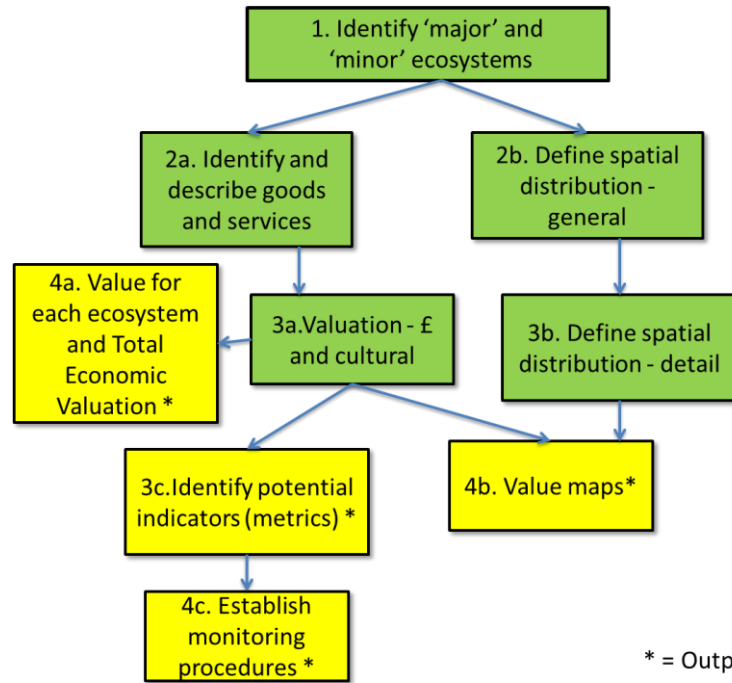 1. Identify ‘major’ and
‘minor’ ecosystems
2a. Identify and
describe goods
and services
2b. Define spatial
distribution -
general
4a. Value for
each ecosystem
and Total
Economic
Valuation *
3a.Valuation - £
and cultural
3b. Define spatial
distribution - detail
3c.Identify potential
indicators (metrics) *
4b. Value maps*
4c. Establish
monitoring
procedures *
* = Outp